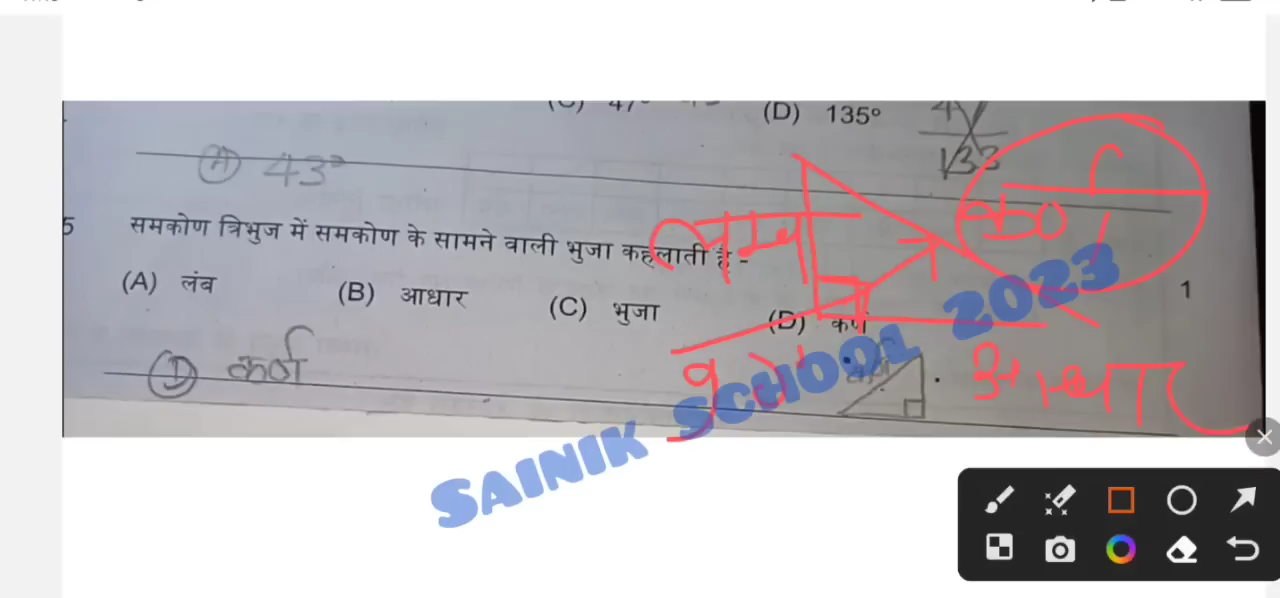 (D) 135°
(A) 43°
5 समकोण त्रिभुज में समकोण के सामने वाली भुजा कहलाती है -
लम्ब
कर्ण
(A) लंब (B) आधार (C) भुजा (D) कर्ण 1
(D) कर्ण
आधार
SAINIK SCHOOL 2023